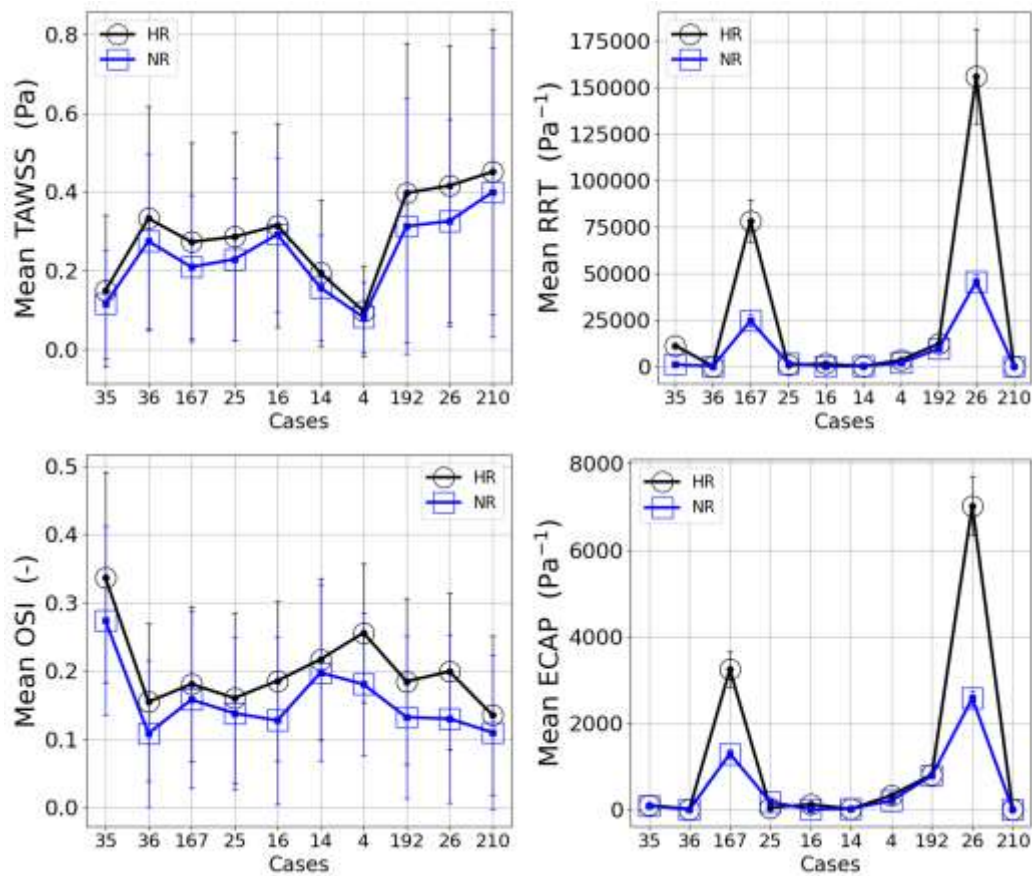 HR
NR
0.8
0.6
0.4
0.2
0.0
Mean TAWSS (Pa)
35 36 167 25 16 14 4 192 26 210
Cases
HR
NR
175000
150000
125000
100000
75000
50000
25000
0
Mean RRT (Pa⁻¹)
35 36 167 25 16 14 4 192 26 210
Cases
HR
NR
0.5
0.4
0.3
0.2
0.1
0.0
Mean OSI (-)
35 36 167 25 16 14 4 192 26 210
Cases
HR
NR
8000
6000
4000
2000
0
Mean ECAP (Pa⁻¹)
35 36 167 25 16 14 4 192 26 210
Cases